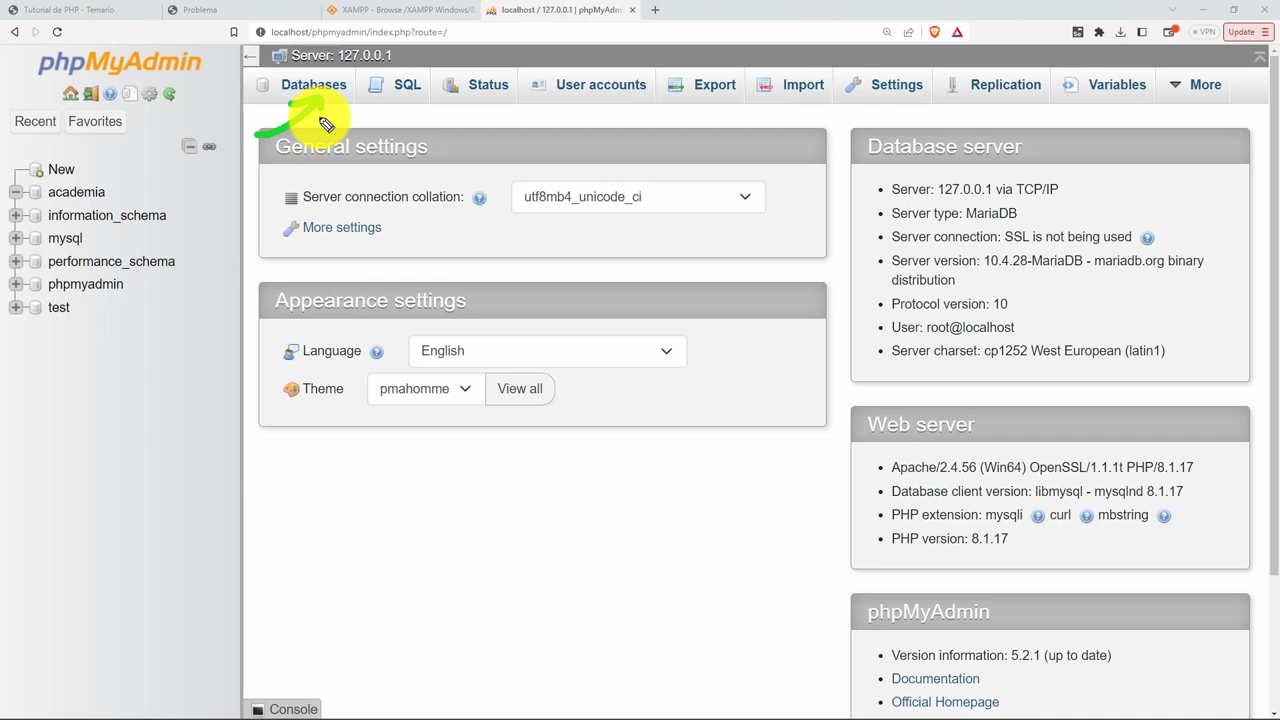 Tutorial de PHP - Temario
Problema
XAMPP - Browse /XAMPP Windows/8
localhost / 127.0.0.1 | phpMyAdmin
localhost/phpmyadmin/index.php?route=/
VPN
Update
phpMyAdmin
Recent
Favorites
New
academia
information_schema
mysql
performance_schema
phpmyadmin
test
Server: 127.0.0.1
Databases
SQL
Status
User accounts
Export
Import
Settings
Replication
Variables
More
General settings
Server connection collation:
utf8mb4_unicode_ci
More settings
Appearance settings
Language
English
Theme
pmahomme
View all
Database server
Server: 127.0.0.1 via TCP/IP
Server type: MariaDB
Server connection: SSL is not being used
Server version: 10.4.28-MariaDB - mariadb.org binary
distribution
Protocol version: 10
User: root@localhost
Server charset: cp1252 West European (latin1)
Web server
Apache/2.4.56 (Win64) OpenSSL/1.1.1t PHP/8.1.17
Database client version: libmysql - mysqlnd 8.1.17
PHP extension: mysqli curl mbstring
PHP version: 8.1.17
phpMyAdmin
Version information: 5.2.1 (up to date)
Documentation
Official Homepage
Console